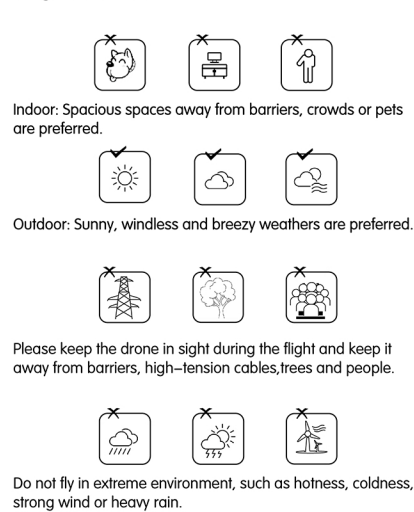 Indoor: Spacious spaces away from barriers, crowds or pets
are preferred.
Outdoor: Sunny, windless and breezy weathers are preferred.
Please keep the drone in sight during the flight and keep it
away from barriers, high-tension cables,trees and people.
Do not fly in extreme environment, such as hotness, coldness,
strong wind or heavy rain.